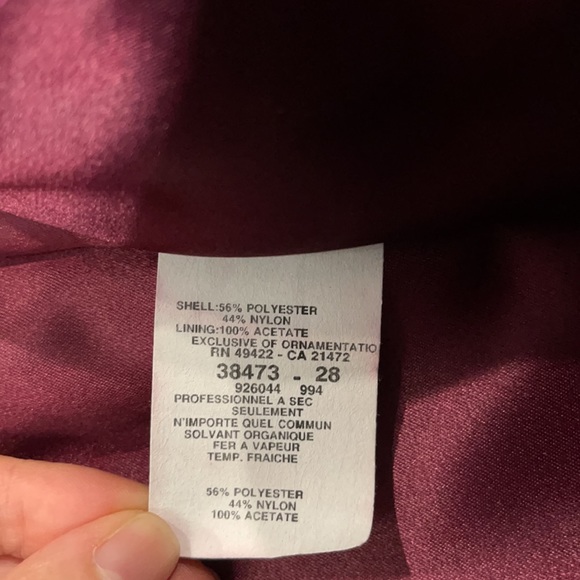 SHELL:56% POLYESTER
44% NYLON
LINING:100% ACETATE
EXCLUSIVE OF ORNAMENTATIO
RN 49422 - CA 21472
38473 - 28
926044 994
PROFESSIONNEL A SEC
SEULEMENT
N'IMPORTE QUEL COMMUN
SOLVANT ORGANIQUE
FER A VAPEUR
TEMP. FRAICHE
56% POLYESTER
44% NYLON
100% ACETATE